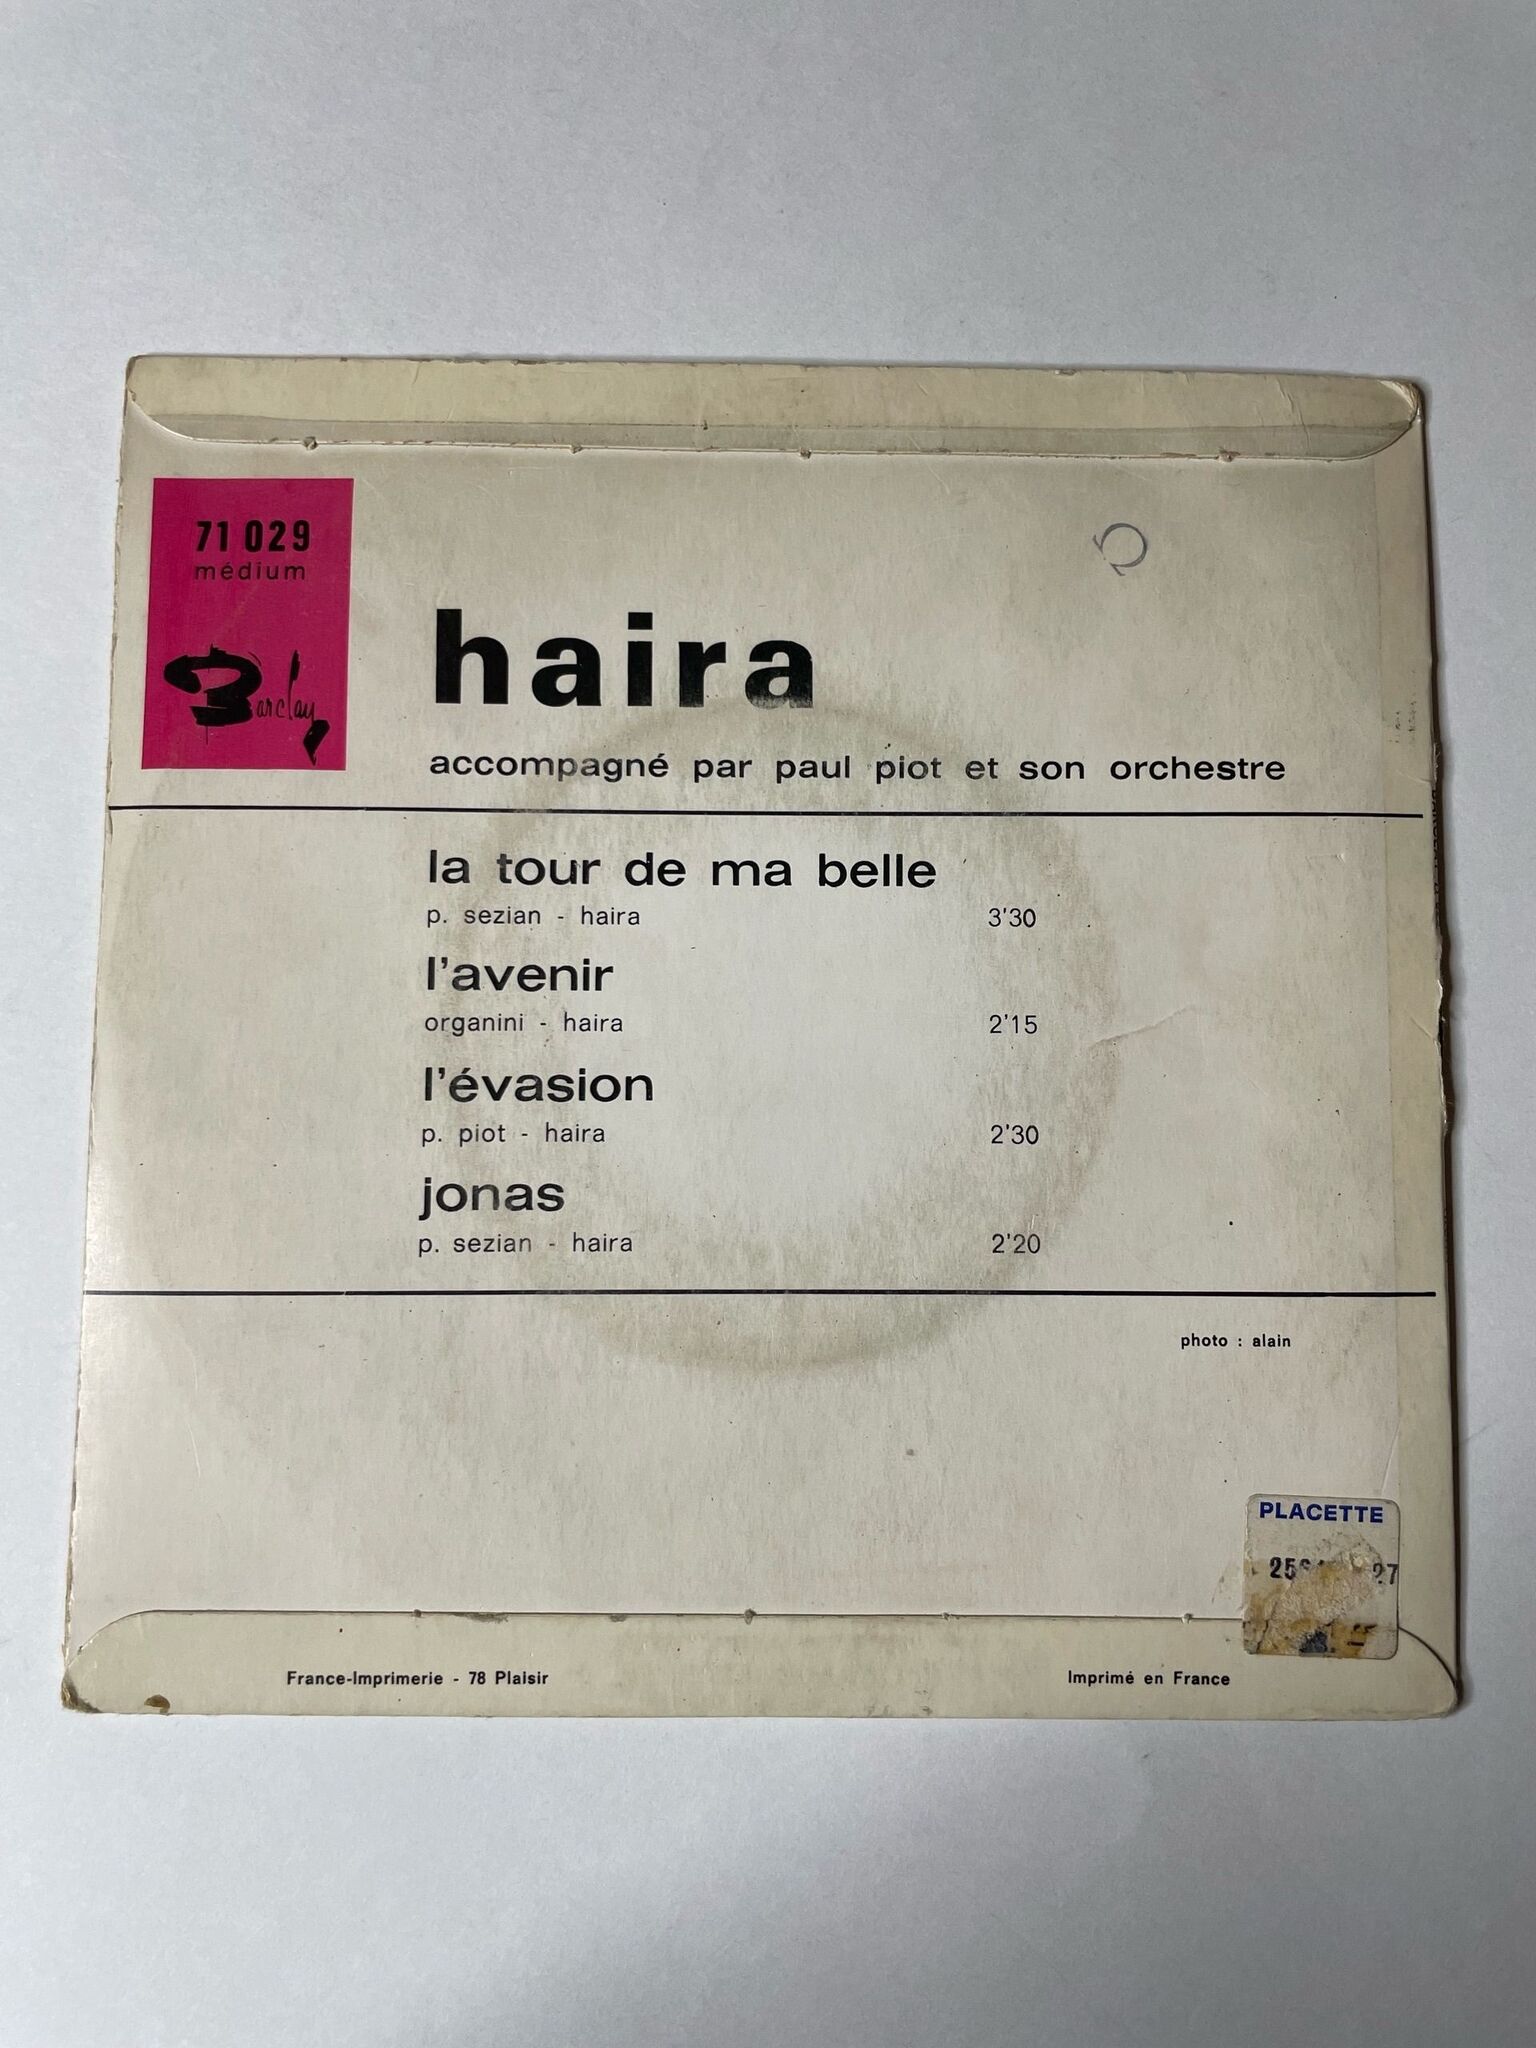 71 029
médium
Barclay
haira
accompagné par paul piot et son orchestre
la tour de ma belle
p. sezian - haira 3'30
l'avenir
organini - haira 2'15
l'évasion
p. piot - haira 2'30
jonas
p. sezian - haira 2'20
photo : alain
PLACETTE
France-Imprimerie - 78 Plaisir
Imprimé en France